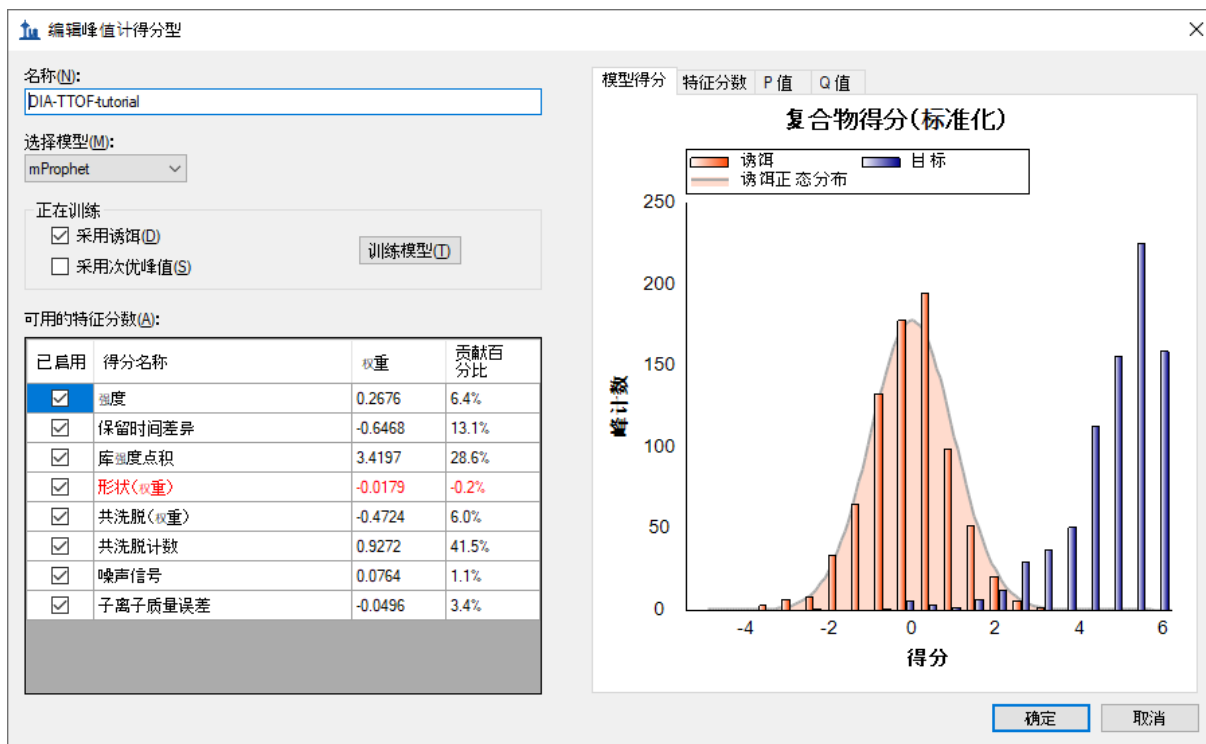 编辑峰值计得分型
名称(N):
DIA-TTOF-tutorial
选择模型(M):
mProphet
正在训练
采用诱饵(D)
采用次优峰值(S)
训练模型(T)
可用的特征分数(A):
已启用 得分名称 权重 贡献百分比
强度 0.2676 6.4%
保留时间差异 -0.6468 13.1%
库强度点积 3.4197 28.6%
形状(权重) -0.0179 -0.2%
共洗脱(权重) -0.4724 6.0%
共洗脱计数 0.9272 41.5%
噪声信号 0.0764 1.1%
子离子质量误差 -0.0496 3.4%
模型得分 特征分数 P 值 Q 值
复合物得分(标准化)
诱饵 目标
诱饵正态分布
250
200
150
100
50
0
峰计数
-4 -2 0 2 4 6
得分
确定 取消